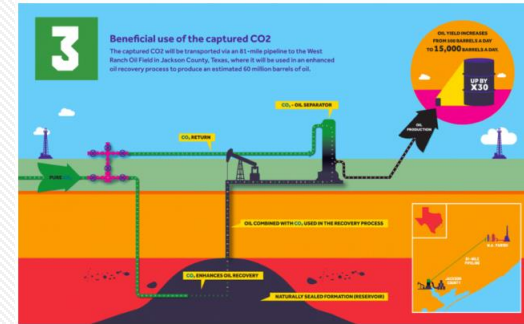 3
Beneficial use of the captured CO2
The captured CO2 will be transported via an 81-mile pipeline to the West
Ranch Oil Field in Jackson County, Texas, where it will be used in an enhanced
oil recovery process to produce an estimated 60 million barrels of oil.
OIL YIELD INCREASES
FROM 500 BARRELS A DAY
TO 15,000 BARRELS A DAY.
UP BY
X30
CO₂ - OIL SEPARATOR
CO₂ RETURN
OIL
PRODUCTION
PURE
OIL COMBINED WITH CO₂ USED IN THE RECOVERY PROCESS
CO₂ ENHANCES OIL RECOVERY
NATURALLY SEALED FORMATION (RESERVOIR)
PIPELINE
JACKSON
COUNTY